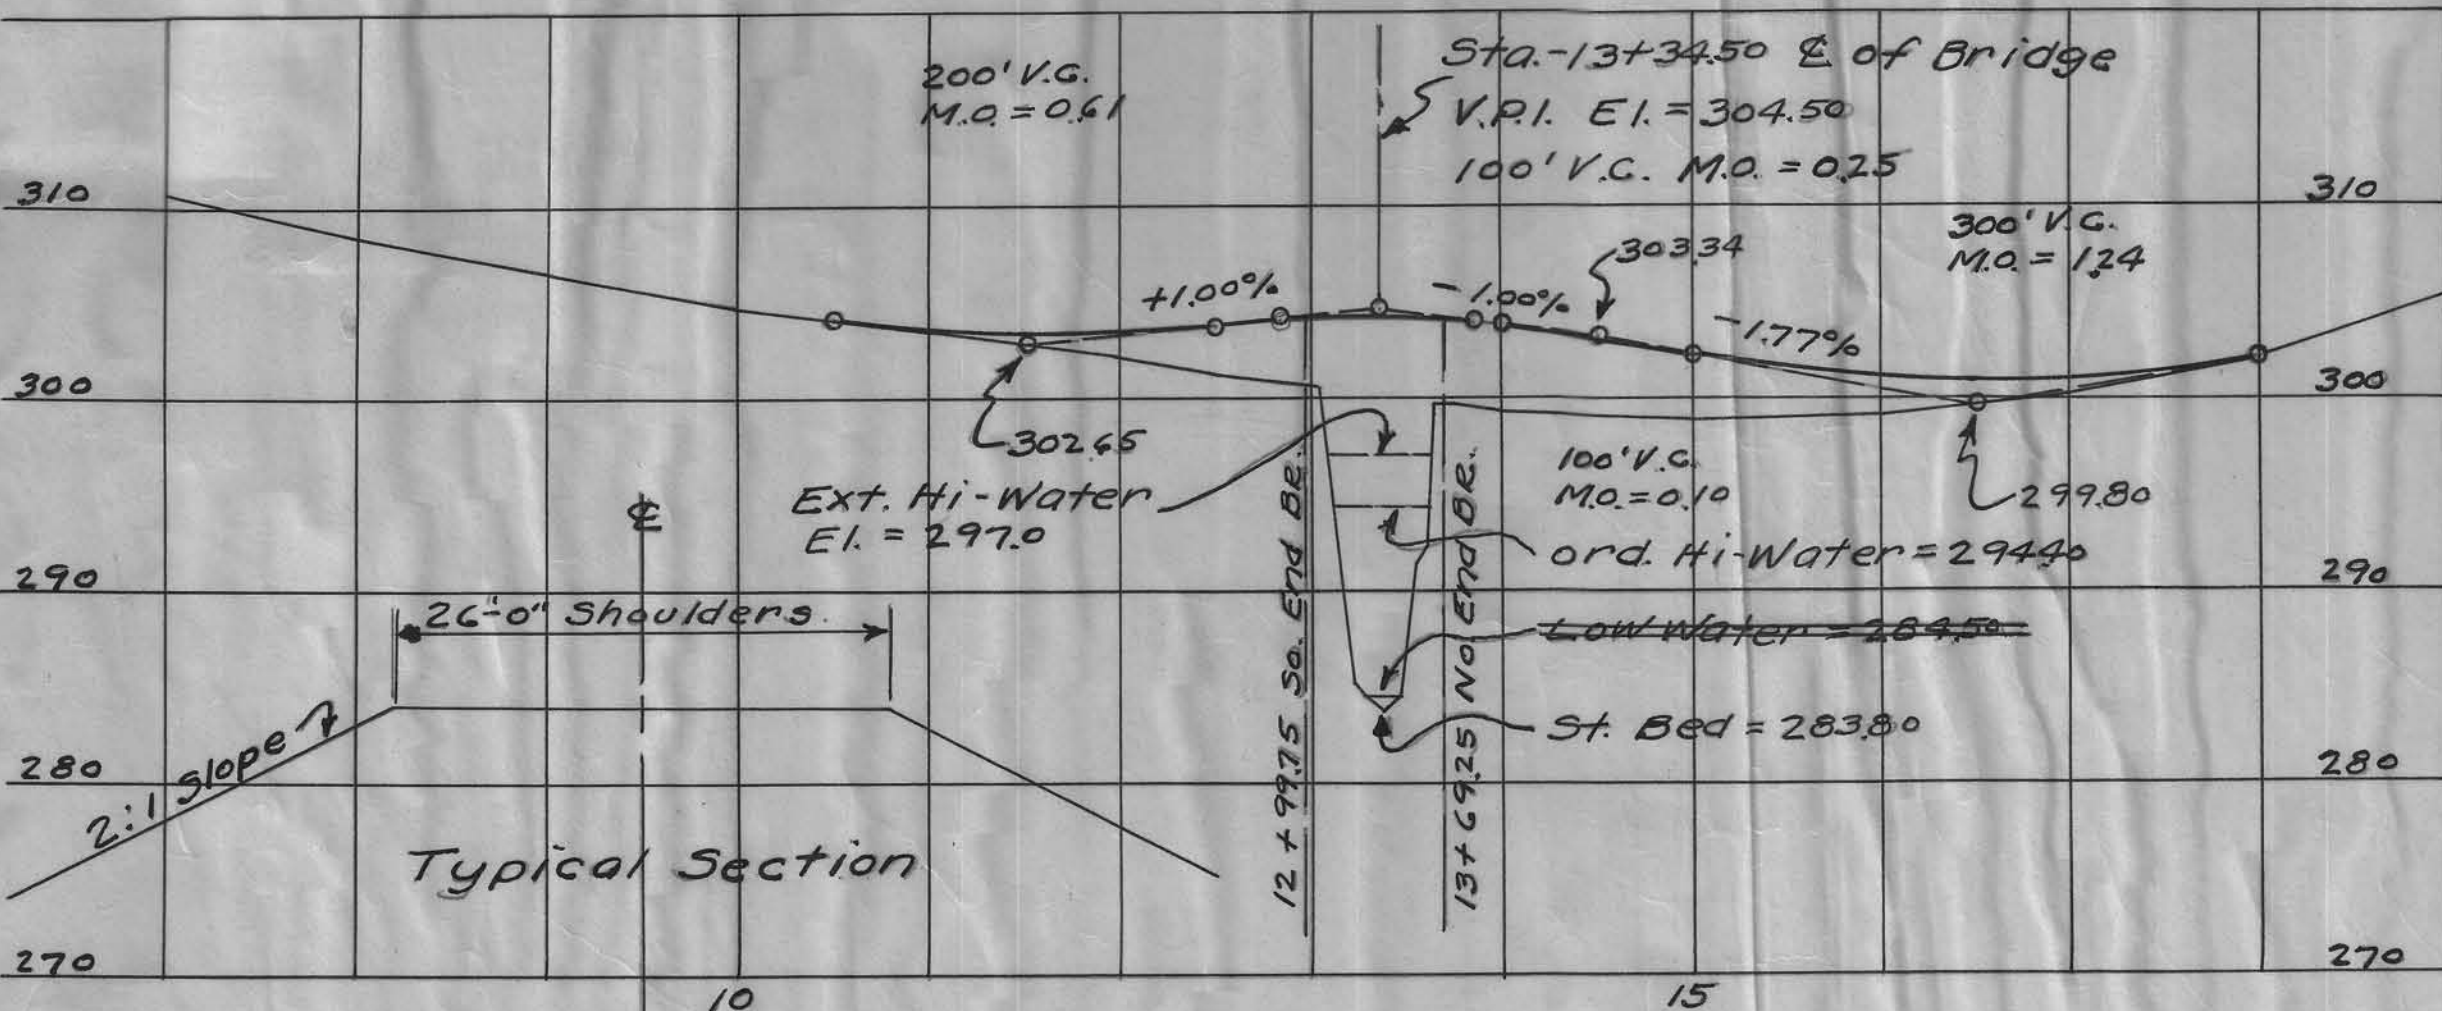 200' V.C.
M.O. = 0.61
Sta.-13+34.50 ℄ of Bridge
V.P.I. El. = 304.50
100' V.C. M.O. = 0.25
310
310
300' V.C.
M.O. = 1.24
303.34
+1.00%
-1.00%
-1.77%
300
300
302.65
Ext. Hi-Water
El. = 297.0
100' V.C.
M.O. = 0.10
299.80
℄
ord. Hi-Water = 294.40
290
290
26'-0" Shoulders
Low Water = 284.50
12+99.75 So. End BR.
13+69.25 No. End BR.
St. Bed = 283.80
2:1 Slope
280
280
Typical Section
270
270
10
15